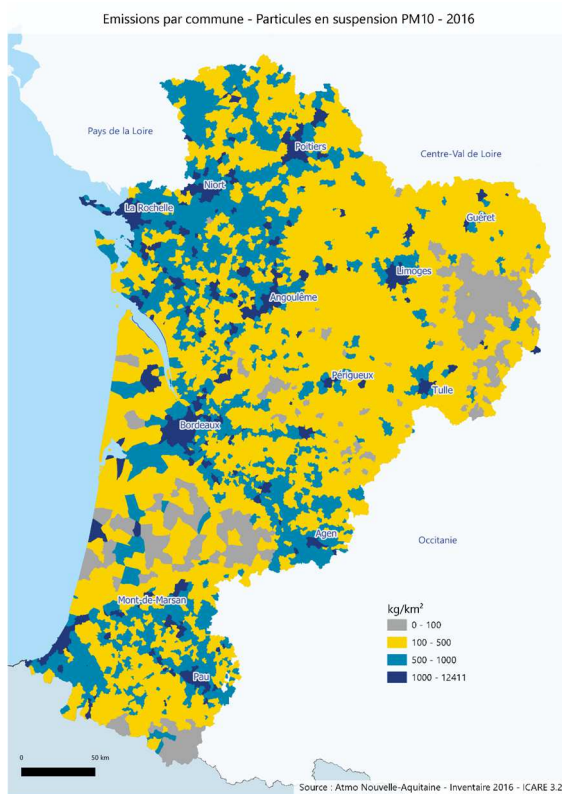 Emissions par commune - Particules en suspension PM10 - 2016
Pays de la Loire
Centre-Val de Loire
Poitiers
Niort
La Rochelle
Guéret
Limoges
Angoulême
Périgueux
Tulle
Bordeaux
Agen
Occitanie
Mont-de-Marsan
Pau
kg/km²
0 - 100
100 - 500
500 - 1000
1000 - 12411
0 50 km
Source : Atmo Nouvelle-Aquitaine - Inventaire 2016 - ICARE 3.2